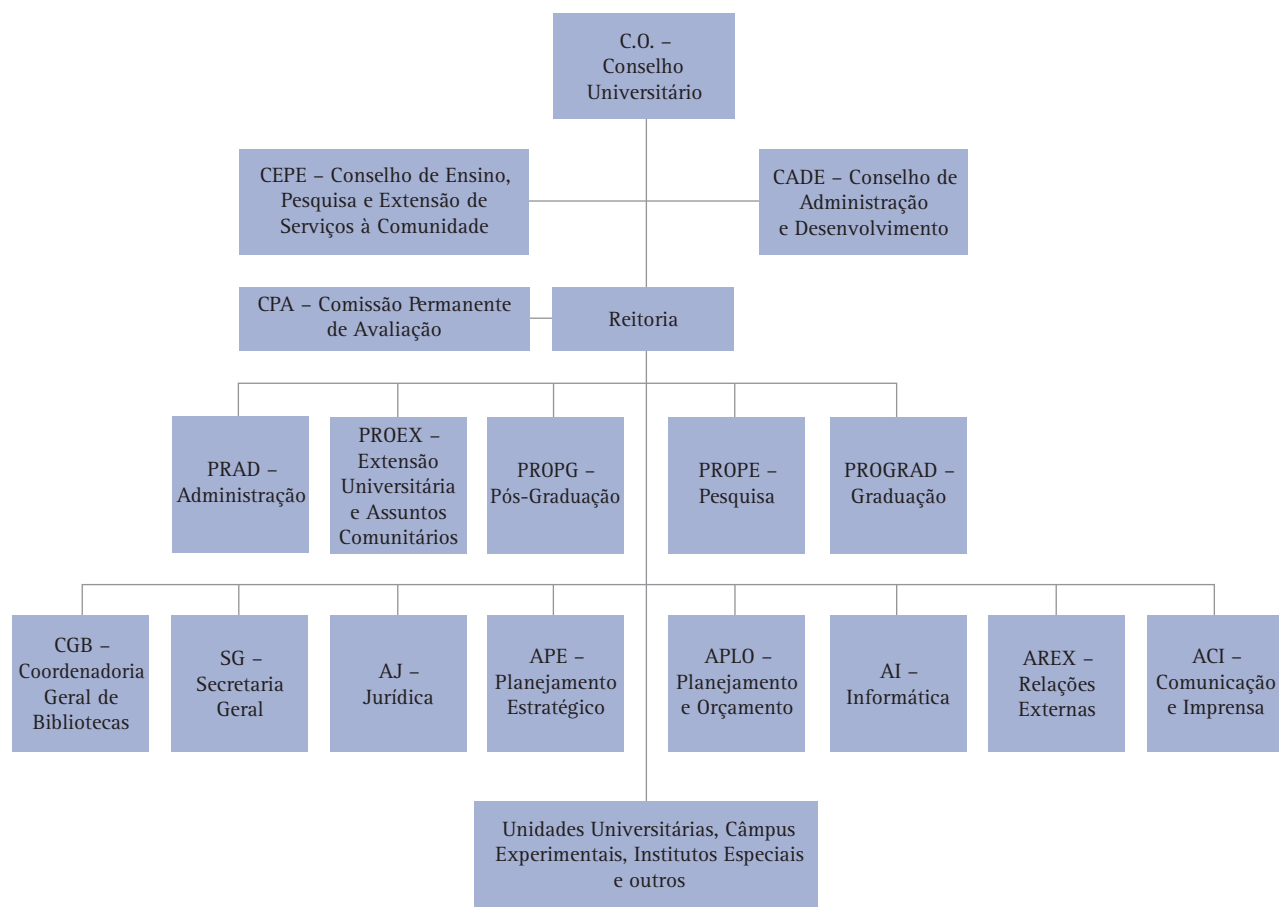 C.O. –
Conselho
Universitário
CEPE – Conselho de Ensino,
Pesquisa e Extensão de
Serviços à Comunidade
CADE – Conselho de
Administração
e Desenvolvimento
CPA – Comissão Permanente
de Avaliação
Reitoria
PRAD –
Administração
PROEX –
Extensão
Universitária
e Assuntos
Comunitários
PROPG –
Pós-Graduação
PROPE –
Pesquisa
PROGRAD –
Graduação
CGB –
Coordenadoria
Geral de
Bibliotecas
SG –
Secretaria
Geral
AJ –
Jurídica
APE –
Planejamento
Estratégico
APLO –
Planejamento
e Orçamento
AI –
Informática
AREX –
Relações
Externas
ACI –
Comunicação
e Imprensa
Unidades Universitárias, Câmpus
Experimentais, Institutos Especiais
e outros